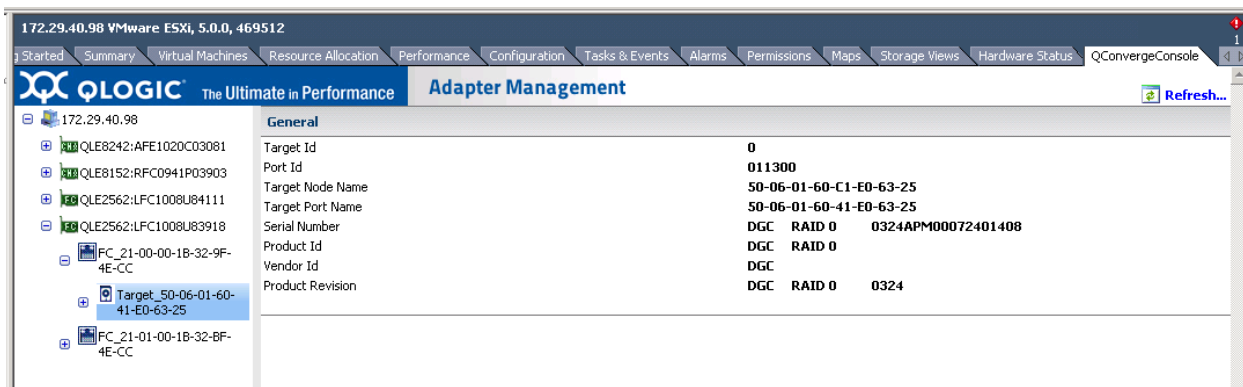 172.29.40.98 VMware ESXi, 5.0.0, 469512
1
g Started Summary Virtual Machines Resource Allocation Performance Configuration Tasks & Events Alarms Permissions Maps Storage Views Hardware Status QConvergeConsole
QLOGIC The Ultimate in Performance Adapter Management
Refresh...
172.29.40.98
QLE8242:AFE1020C03081
QLE8152:RFC0941P03903
FC QLE2562:LFC1008U84111
FC QLE2562:LFC1008U83918
FC_21-00-00-1B-32-9F-
4E-CC
Target_50-06-01-60-
41-E0-63-25
FC_21-01-00-1B-32-BF-
4E-CC
General
Target Id 0
Port Id 011300
Target Node Name 50-06-01-60-C1-E0-63-25
Target Port Name 50-06-01-60-41-E0-63-25
Serial Number DGC RAID 0 0324APM00072401408
Product Id DGC RAID 0
Vendor Id DGC
Product Revision DGC RAID 0 0324